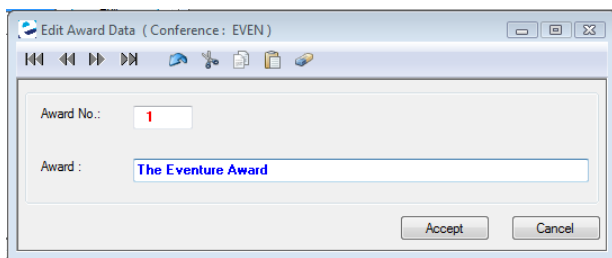 Edit Award Data ( Conference : EVEN )
Award No.: 1
Award : The Eventure Award
Accept Cancel